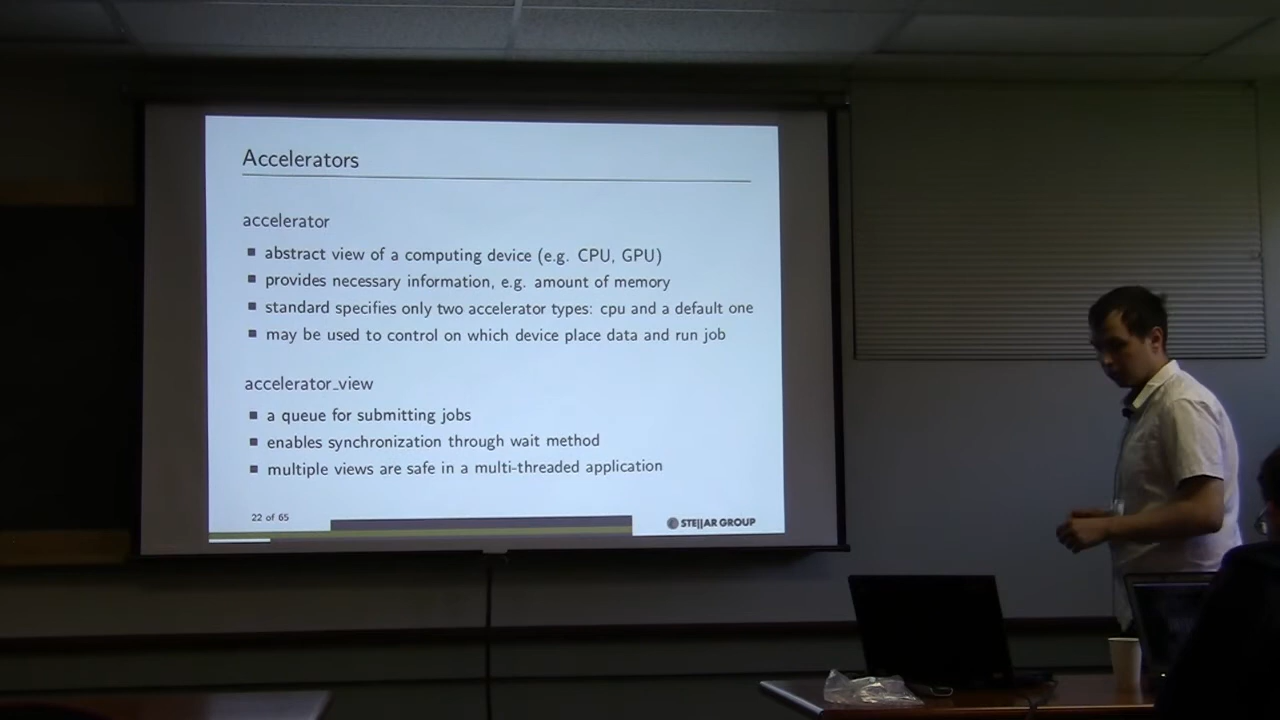 Accelerators
accelerator
abstract view of a computing device (e.g. CPU, GPU)
provides necessary information, e.g. amount of memory
standard specifies only two accelerator types: cpu and a default one
may be used to control on which device place data and run job
accelerator_view
a queue for submitting jobs
enables synchronization through wait method
multiple views are safe in a multi-threaded application
22 of 65
STE||AR GROUP